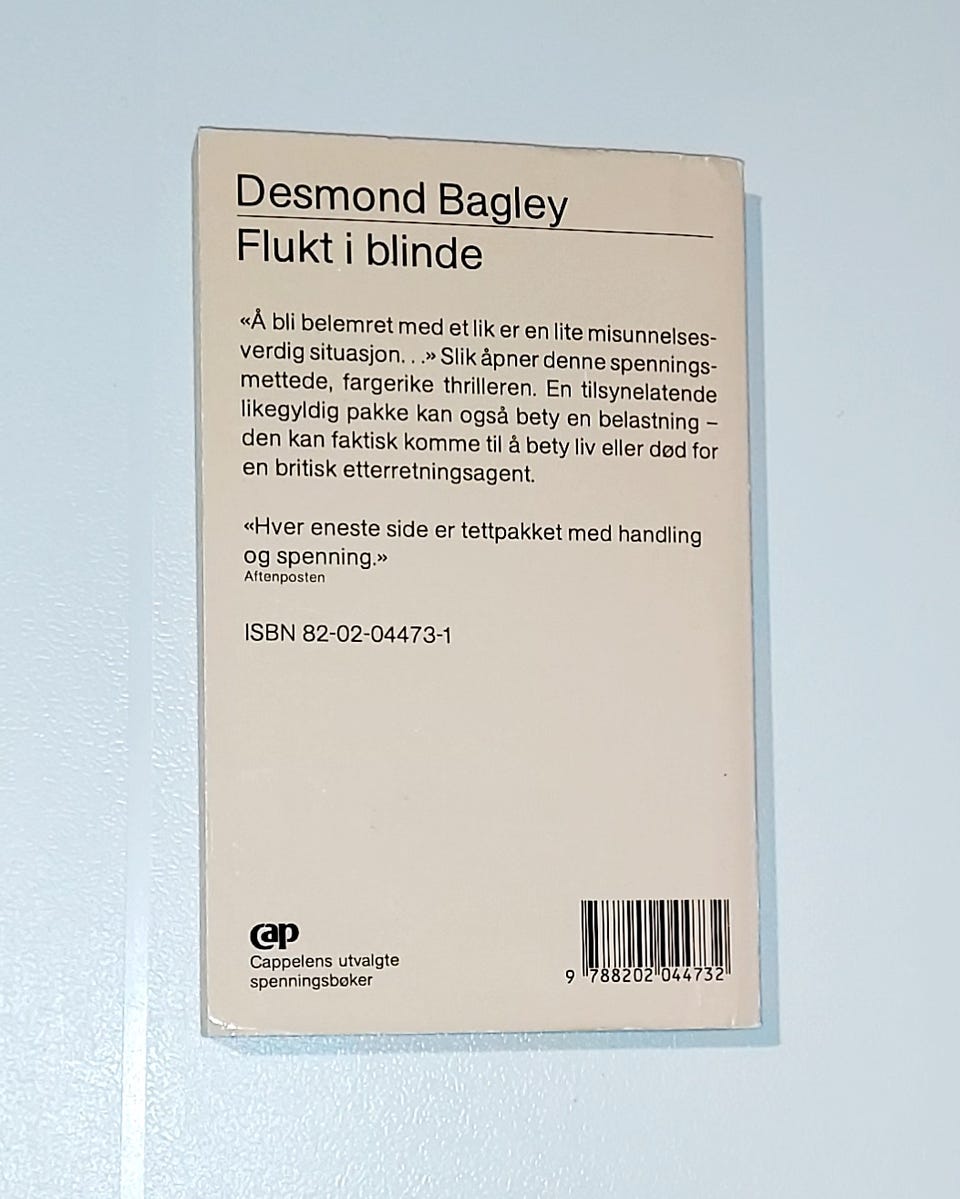 Desmond Bagley
Flukt i blinde
«Å bli belemret med et lik er en lite misunnelses-
verdig situasjon. . .» Slik åpner denne spennings-
mettede, fargerike thrilleren. En tilsynelatende
likegyldig pakke kan også bety en belastning –
den kan faktisk komme til å bety liv eller død for
en britisk etterretningsagent.
«Hver eneste side er tettpakket med handling
og spenning.»
Aftenposten
ISBN 82-02-04473-1
cap
Cappelens utvalgte
spenningsbøker
9 788202 044732